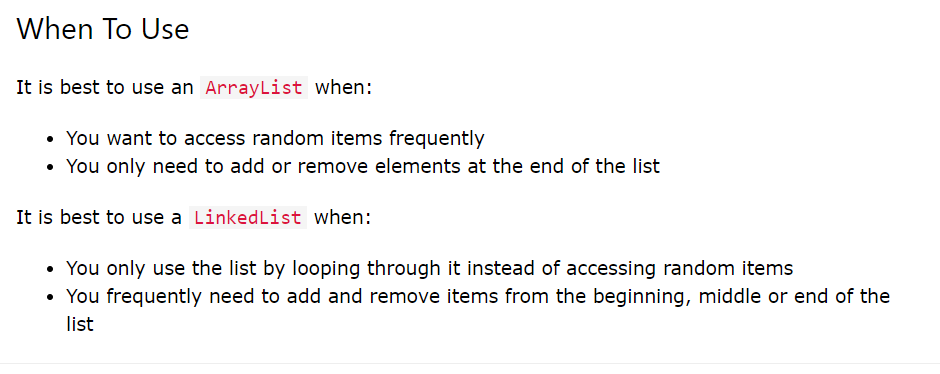 When To Use
It is best to use an ArrayList when:
• You want to access random items frequently
• You only need to add or remove elements at the end of the list
It is best to use a LinkedList when:
• You only use the list by looping through it instead of accessing random items
• You frequently need to add and remove items from the beginning, middle or end of the
list